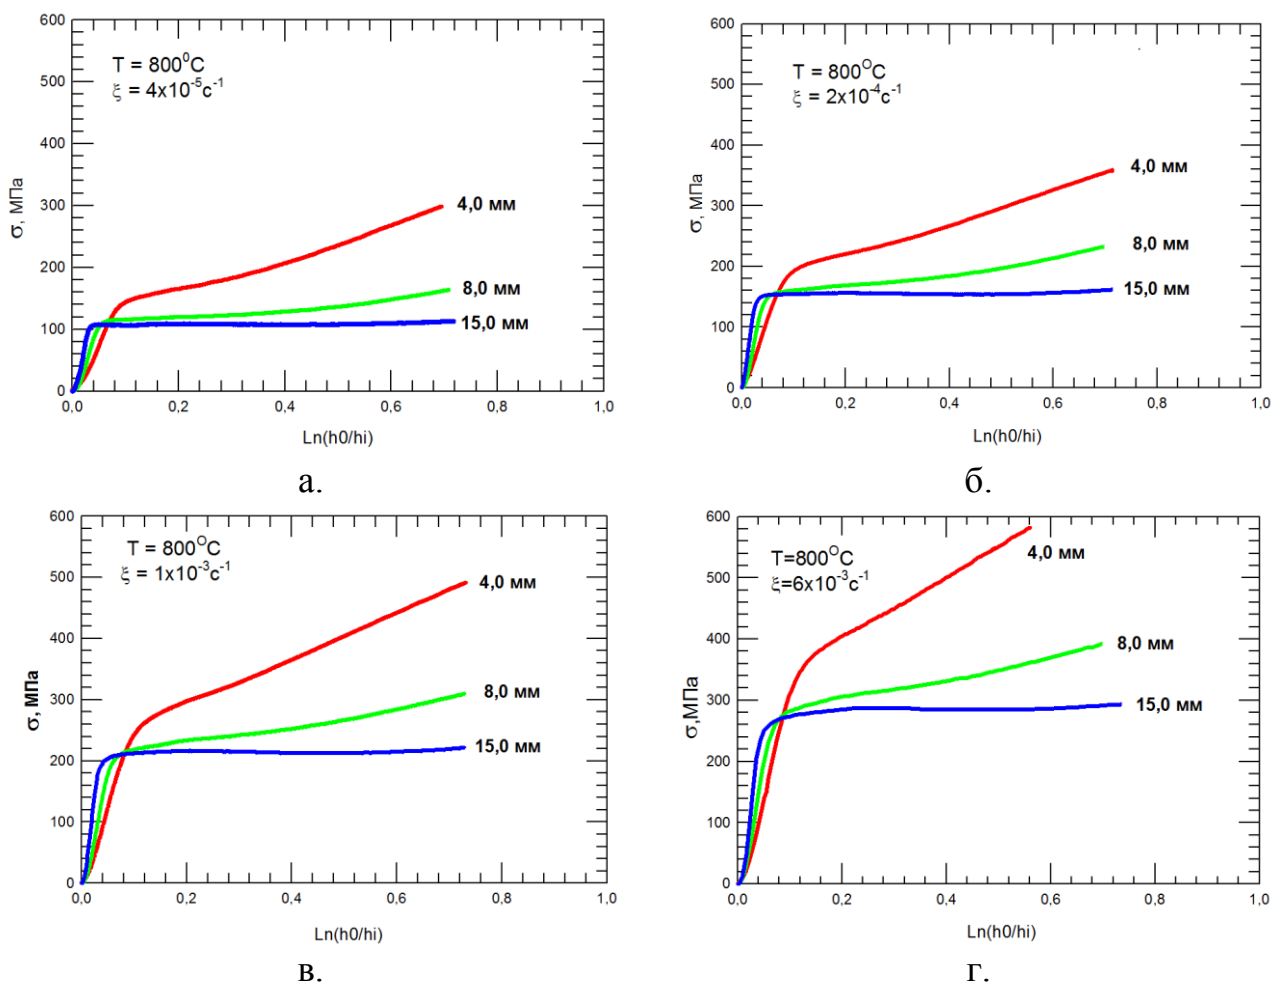 600
500
400
300
200
100
0
σ, МПа
T = 800⁰C
ξ = 4x10⁻⁵c⁻¹
4,0 мм
8,0 мм
15,0 мм
0,0 0,2 0,4 0,6 0,8 1,0
Ln(h0/hi)
а.
600
500
400
300
200
100
0
σ, МПа
T = 800ᴼC
ξ = 2x10⁻⁴c⁻¹
4,0 мм
8,0 мм
15,0 мм
0,0 0,2 0,4 0,6 0,8 1,0
Ln(h0/hi)
б.
600
500
400
300
200
100
0
σ, МПа
T = 800ᴼC
ξ = 1x10⁻³c⁻¹
4,0 мм
8,0 мм
15,0 мм
0,0 0,2 0,4 0,6 0,8 1,0
Ln(h0/hi)
в.
600
500
400
300
200
100
0
σ,МПа
T=800ᴼC
ξ=6x10⁻³c⁻¹
4,0 мм
8,0 мм
15,0 мм
0,0 0,2 0,4 0,6 0,8 1,0
Ln(h0/hi)
г.